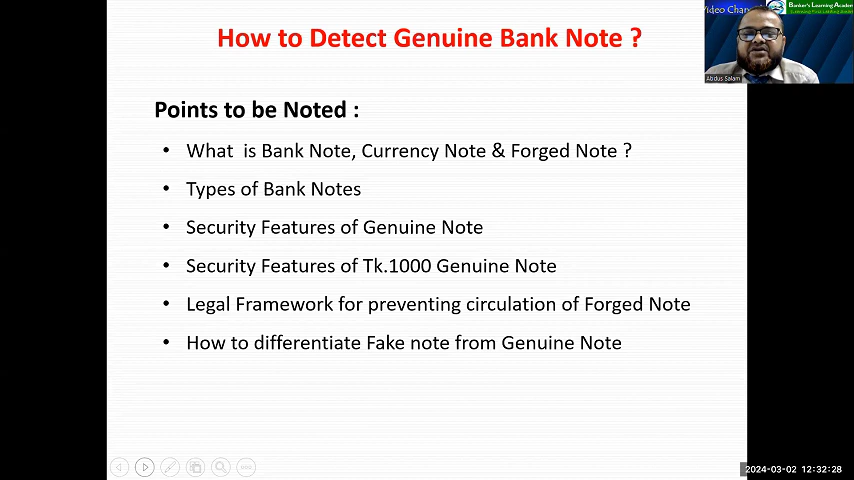 How to Detect Genuine Bank Note ?
Video Chan
Banker's Learning Academ
Abdus Salam
Points to be Noted :
• What is Bank Note, Currency Note & Forged Note ?
• Types of Bank Notes
• Security Features of Genuine Note
• Security Features of Tk.1000 Genuine Note
• Legal Framework for preventing circulation of Forged Note
• How to differentiate Fake note from Genuine Note
2024-03-02 12:32:28